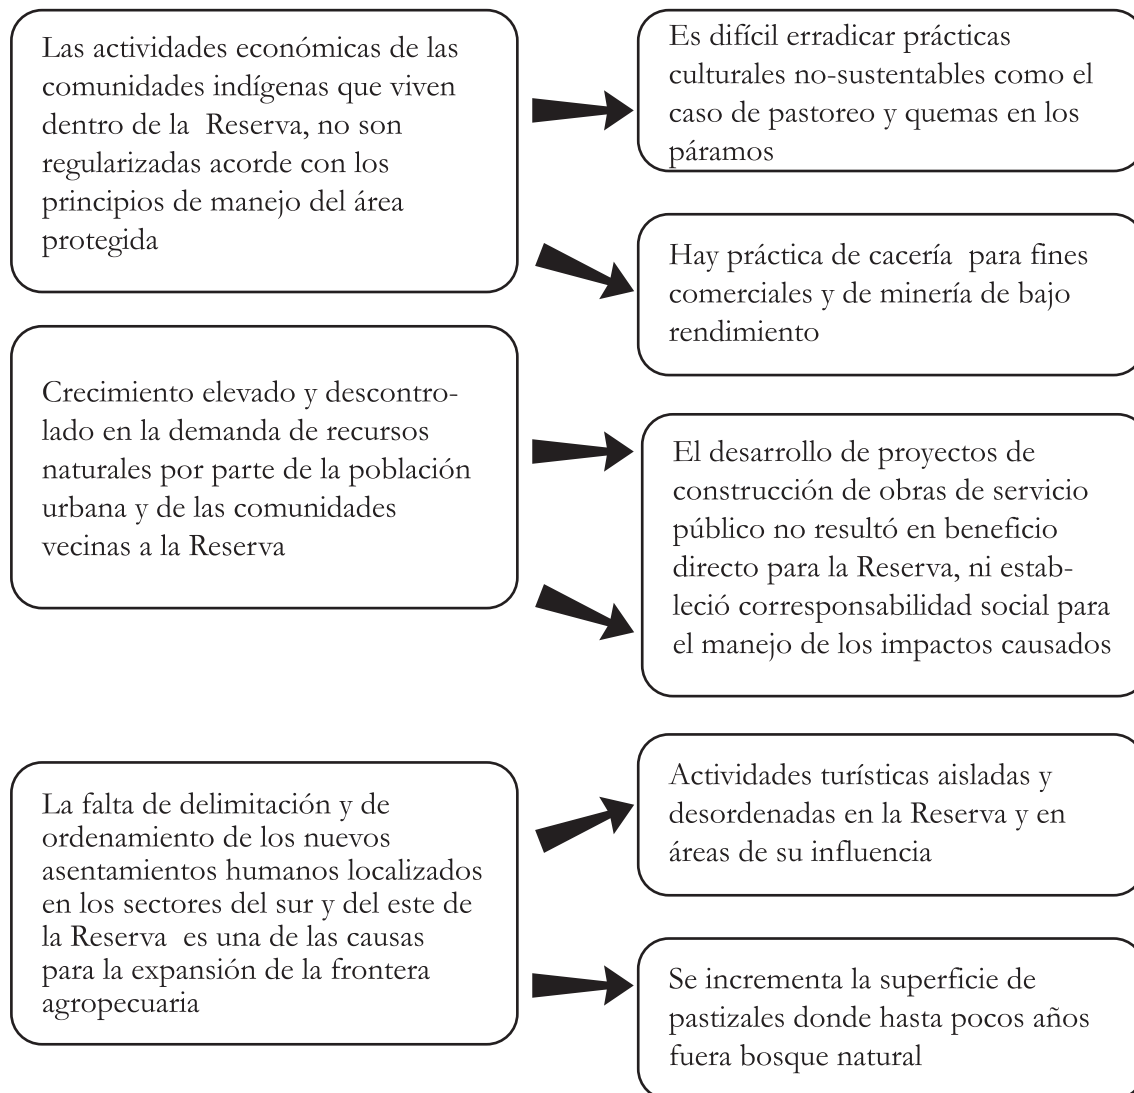 Las actividades económicas de las
comunidades indígenas que viven
dentro de la  Reserva, no son
regularizadas acorde con los
principios de manejo del área
protegida
Es difícil erradicar prácticas
culturales no-sustentables como el
caso de pastoreo y quemas en los
páramos
Hay práctica de cacería  para fines
comerciales y de minería de bajo
rendimiento
Crecimiento elevado y descontro-
lado en la demanda de recursos
naturales por parte de la población
urbana y de las comunidades
vecinas a la Reserva
El desarrollo de proyectos de
construcción de obras de servicio
público no resultó en beneficio
directo para la Reserva, ni estab-
leció corresponsabilidad social para
el manejo de los impactos causados
La falta de delimitación y de
ordenamiento de los nuevos
asentamientos humanos localizados
en los sectores del sur y del este de
la Reserva  es una de las causas
para la expansión de la frontera
agropecuaria
Actividades turísticas aisladas y
desordenadas en la Reserva y en
áreas de su influencia
Se incrementa la superficie de
pastizales donde hasta pocos años
fuera bosque natural